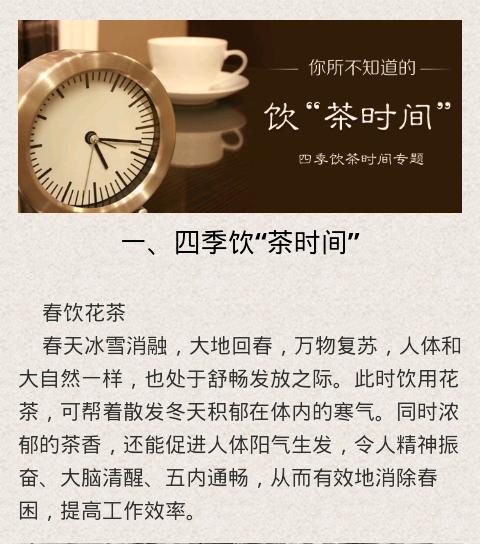 你所不知道的
饮“茶时间”
四季饮茶时间专题
一、四季饮“茶时间”
春饮花茶
春天冰雪消融，大地回春，万物复苏，人体和
大自然一样，也处于舒畅发放之际。此时饮用花
茶，可帮着散发冬天积郁在体内的寒气。同时浓
郁的茶香，还能促进人体阳气生发，令人精神振
奋、大脑清醒、五内通畅，从而有效地消除春
困，提高工作效率。